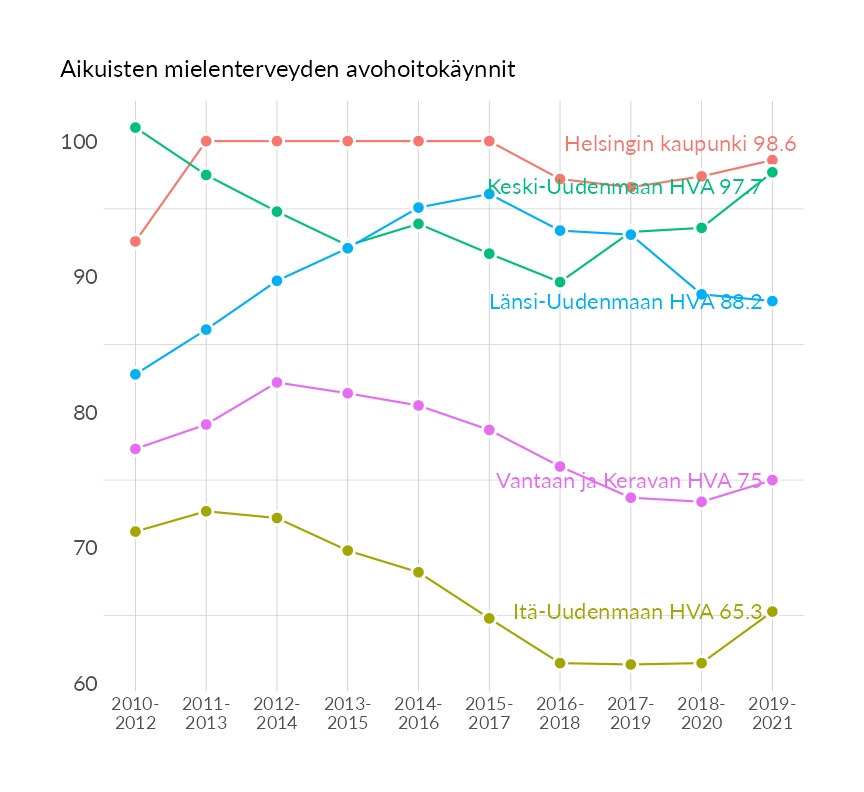 Aikuisten mielenterveyden avohoitokäynnit
100
Helsingin kaupunki 98.6
Keski-Uudenmaan HVA 97.7
90
Länsi-Uudenmaan HVA 88.2
80
Vantaan ja Keravan HVA 75
70
Itä-Uudenmaan HVA 65.3
60
2010- 2011- 2012- 2013- 2014- 2015- 2016- 2017- 2018- 2019-
2012 2013 2014 2015 2016 2017 2018 2019 2020 2021